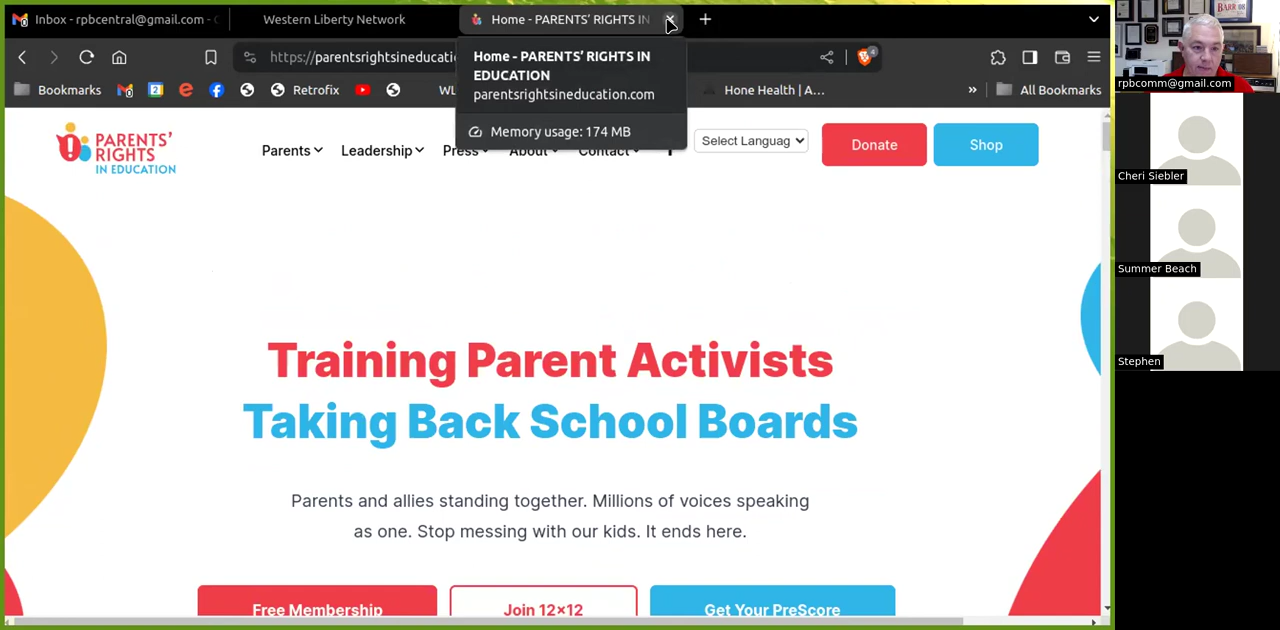 Inbox - rpbcentral@gmail.com -
Western Liberty Network
Home - PARENTS' RIGHTS IN
https://parentsrightsineducatio
4
Home - PARENTS' RIGHTS IN
EDUCATION
parentsrightsineducation.com
Memory usage: 174 MB
Bookmarks
Retrofix
WL
Hone Health | A...
»
All Bookmarks
PARENTS'
RIGHTS
IN EDUCATION
Parents
Leadership
Press
About
Contact
Select Languag
Donate
Shop
Training Parent Activists
Taking Back School Boards
Parents and allies standing together. Millions of voices speaking
as one. Stop messing with our kids. It ends here.
Free Membership
Join 12×12
Get Your PreScore
BARR
rpbcomm@gmail.com
Cheri Siebler
Summer Beach
Stephen